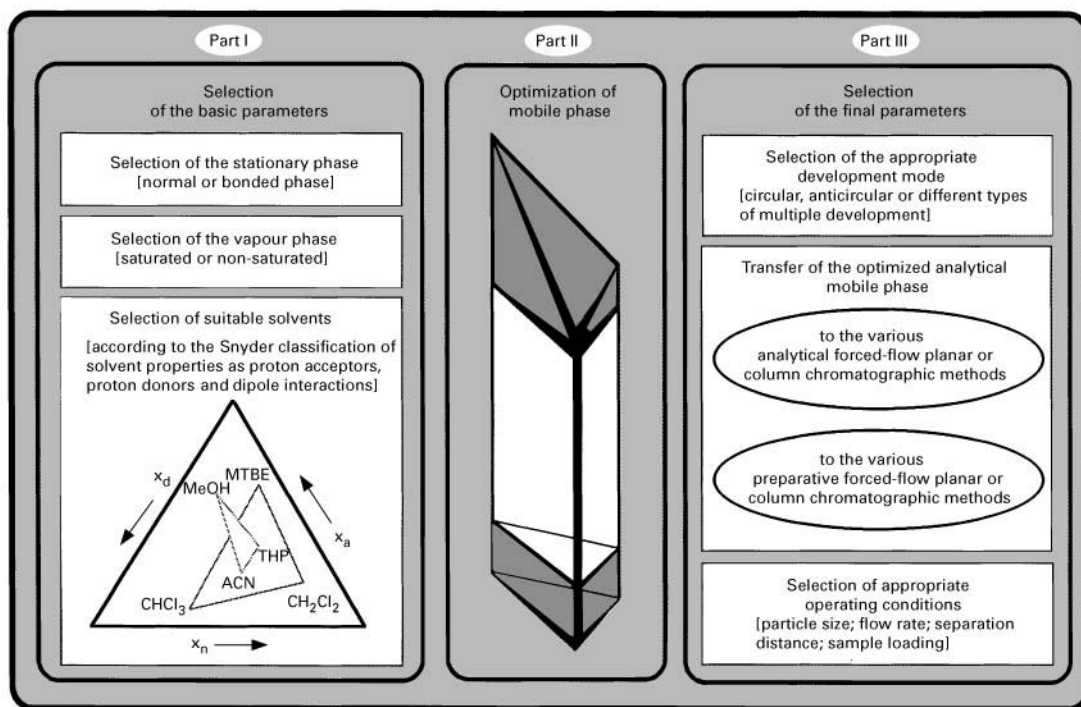 Part I
Selection
of the basic parameters
Selection of the stationary phase
[normal or bonded phase]
Selection of the vapour phase
[saturated or non-saturated]
Selection of suitable solvents
[according to the Snyder classification of
solvent properties as proton acceptors,
proton donors and dipole interactions]
x_d
MTBE
MeOH
x_a
THP
ACN
CHCl₃
CH₂Cl₂
x_n
Part II
Optimization of
mobile phase
Part III
Selection
of the final parameters
Selection of the appropriate
development mode
[circular, anticircular or different types
of multiple development]
Transfer of the optimized analytical
mobile phase
to the various
analytical forced-flow planar or
column chromatographic methods
to the various
preparative forced-flow planar or
column chromatographic methods
Selection of appropriate
operating conditions
[particle size; flow rate; separation
distance; sample loading]